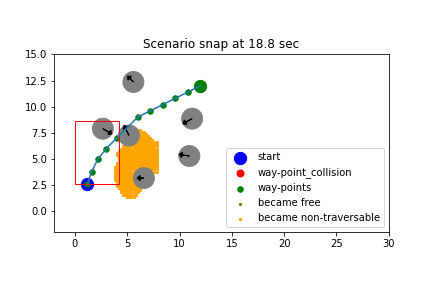 Scenario snap at 18.8 sec
15.0
12.5
10.0
7.5
5.0
2.5
0.0
0
5
10
15
20
25
30
start
way-point_collision
way-points
became free
became non-traversable